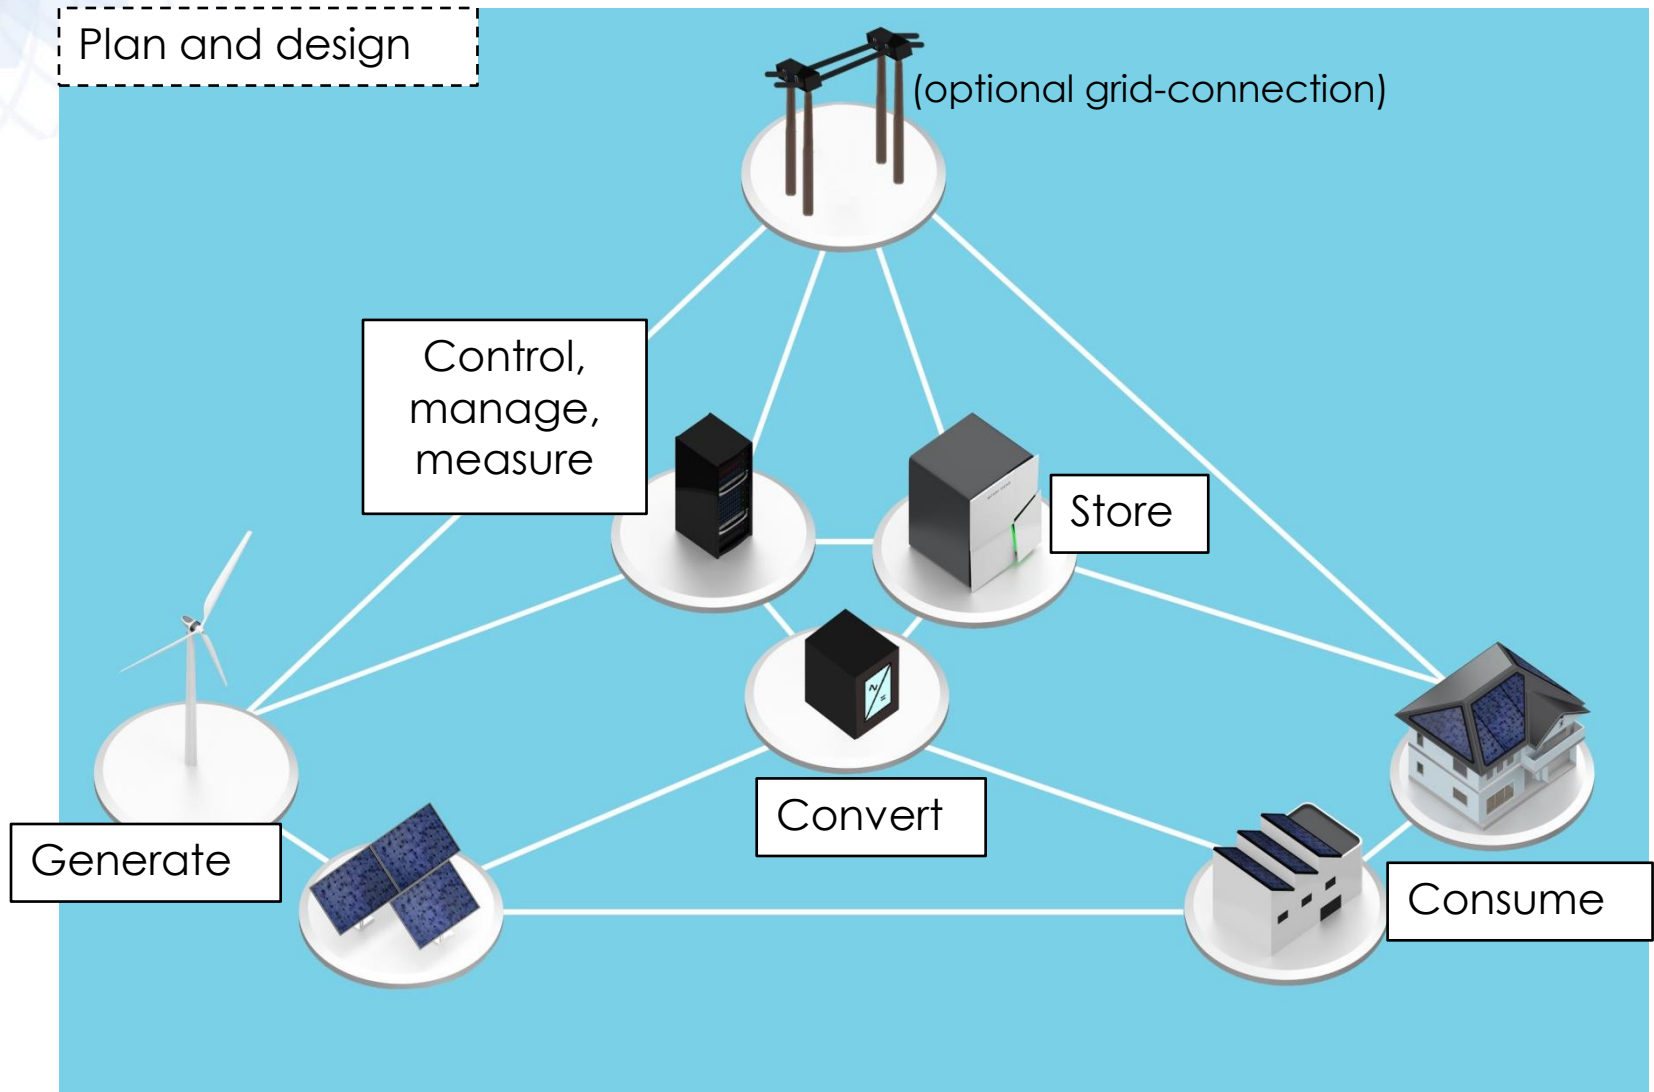 Plan and design
(optional grid-connection)
Control,
manage,
measure
Store
Convert
Generate
Consume